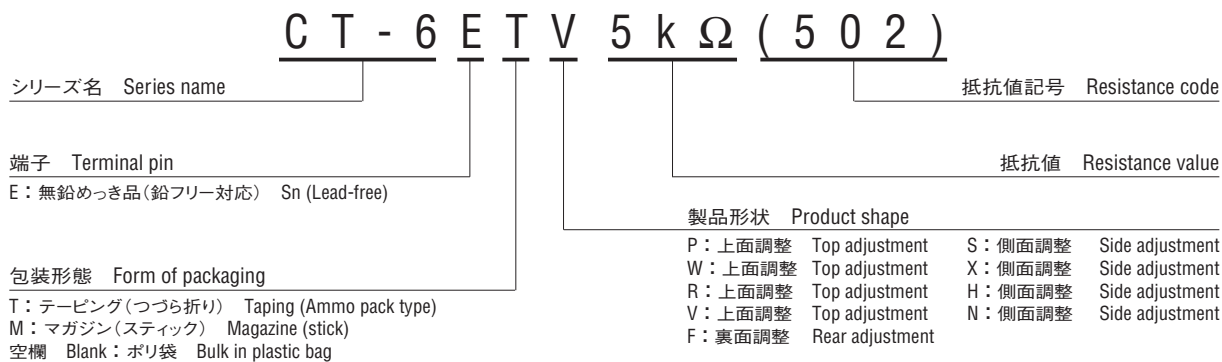 CT-6ETV 5kΩ(502)
シリーズ名 Series name
抵抗値記号 Resistance code
端子 Terminal pin
E:無鉛めっき品(鉛フリー対応) Sn (Lead-free)
抵抗値 Resistance value
製品形状 Product shape
P:上面調整 Top adjustment S:側面調整 Side adjustment
W:上面調整 Top adjustment X:側面調整 Side adjustment
R:上面調整 Top adjustment H:側面調整 Side adjustment
V:上面調整 Top adjustment N:側面調整 Side adjustment
F:裏面調整 Rear adjustment
包装形態 Form of packaging
T:テーピング(つづら折り) Taping (Ammo pack type)
M:マガジン(スティック) Magazine (stick)
空欄 Blank:ポリ袋 Bulk in plastic bag